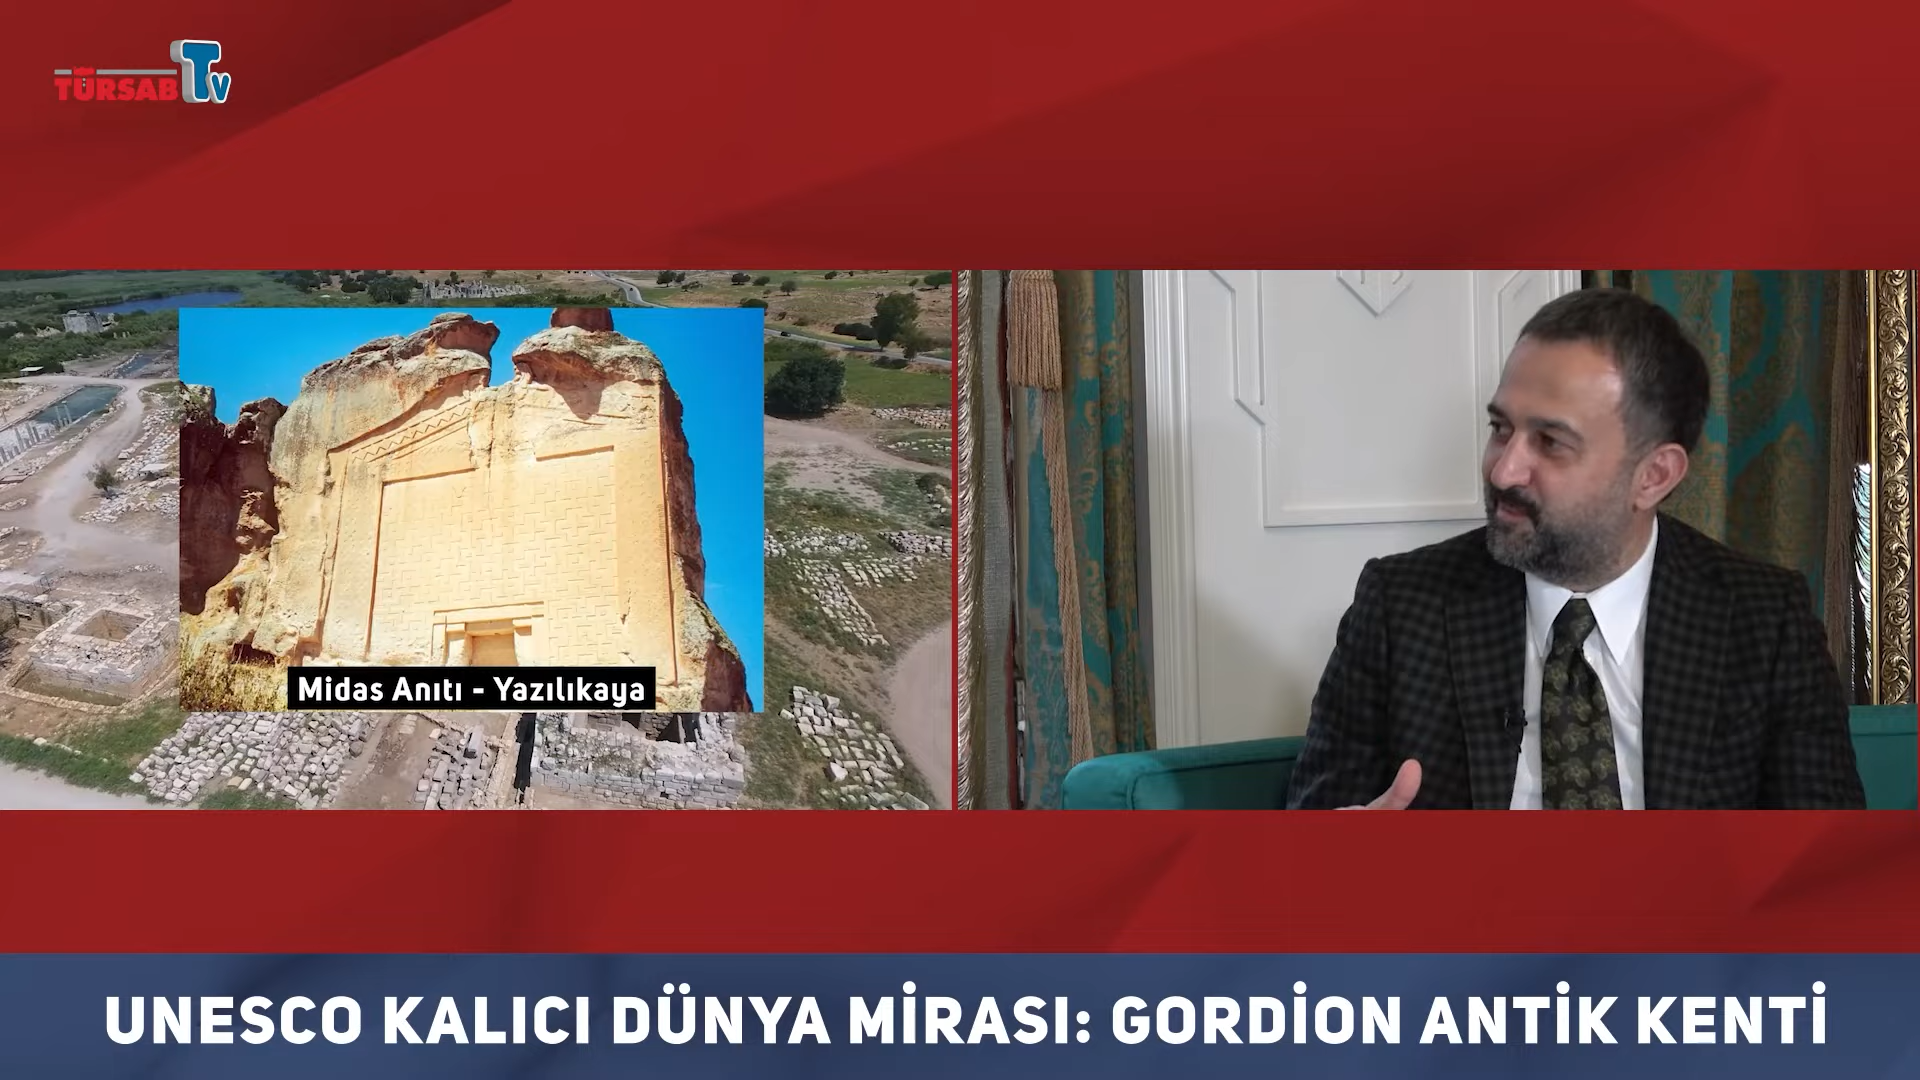 TÜRSAB TV
Midas Anıtı - Yazılıkaya
UNESCO KALICI DÜNYA MİRASI: GORDİON ANTİK KENTİ